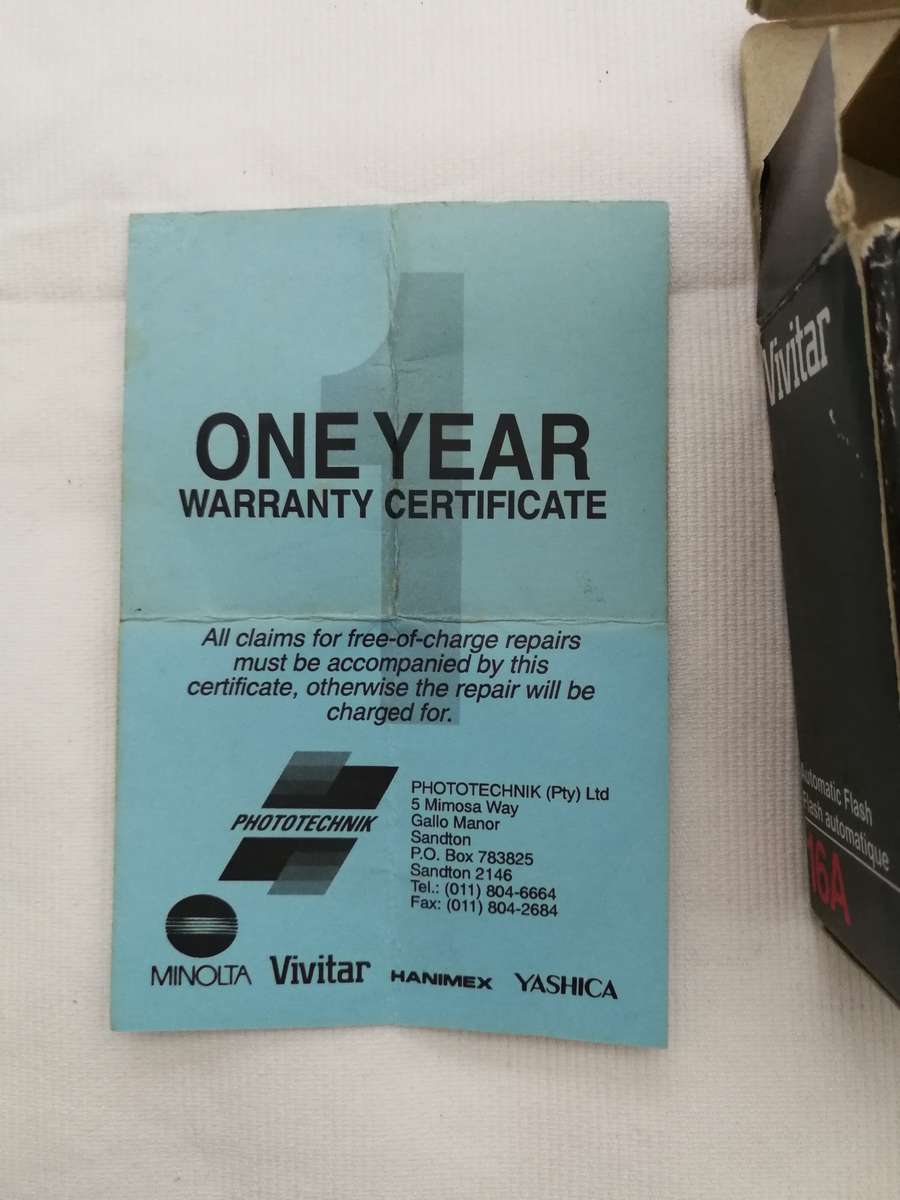 1
ONE YEAR
WARRANTY CERTIFICATE
All claims for free-of-charge repairs
must be accompanied by this
certificate, otherwise the repair will be
charged for.
PHOTOTECHNIK
PHOTOTECHNIK (Pty) Ltd
5 Mimosa Way
Gallo Manor
Sandton
P.O. Box 783825
Sandton 2146
Tel.: (011) 804-6664
Fax: (011) 804-2684
MINOLTA Vivitar HANIMEX YASHICA
Vivitar
Automatic Flash
Flash automatique
16A